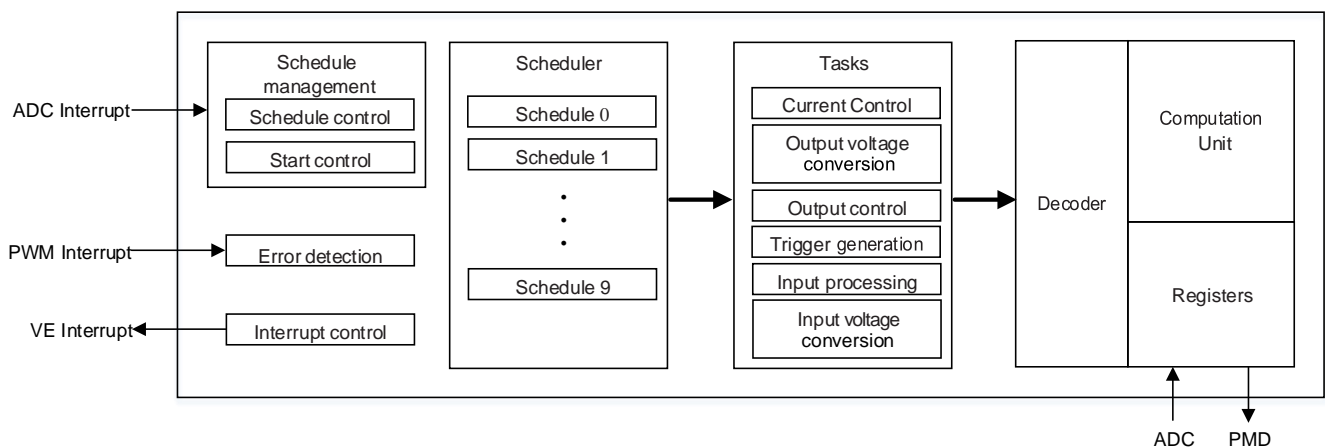 ADC Interrupt
PWM Interrupt
VE Interrupt
Schedule
management
Schedule control
Start control
Error detection
Interrupt control
Scheduler
Schedule 0
Schedule 1
Schedule 9
Tasks
Current Control
Output voltage
conversion
Output control
Trigger generation
Input processing
Input voltage
conversion
Decoder
Computation
Unit
Registers
ADC
PMD